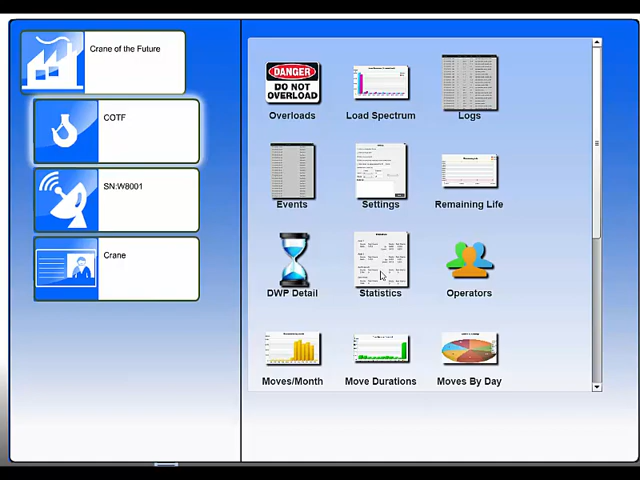 Crane of the Future
COTF
SN:W8001
Crane
DANGER
DO NOT
OVERLOAD
Overloads
Load Spectrum
Logs
Events
Settings
Remaining Life
DWP Detail
Statistics
Operators
Moves/Month
Move Durations
Moves By Day